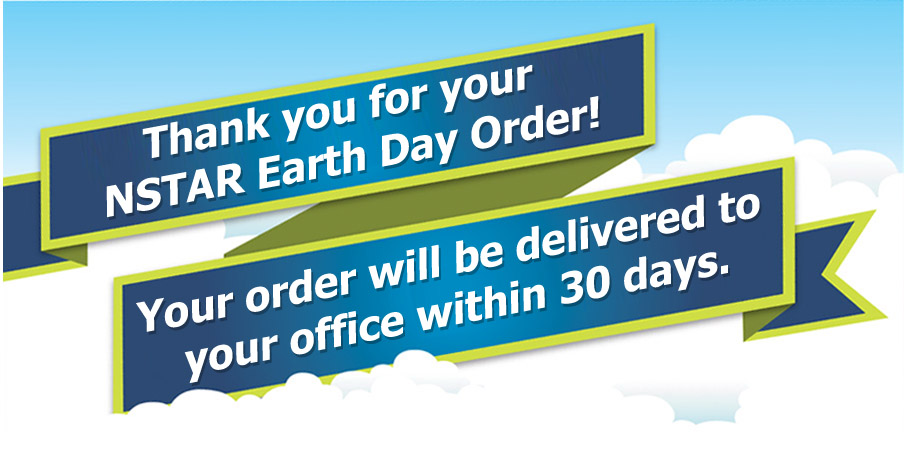 Thank you for your
NSTAR Earth Day Order!
Your order will be delivered to
your office within 30 days.